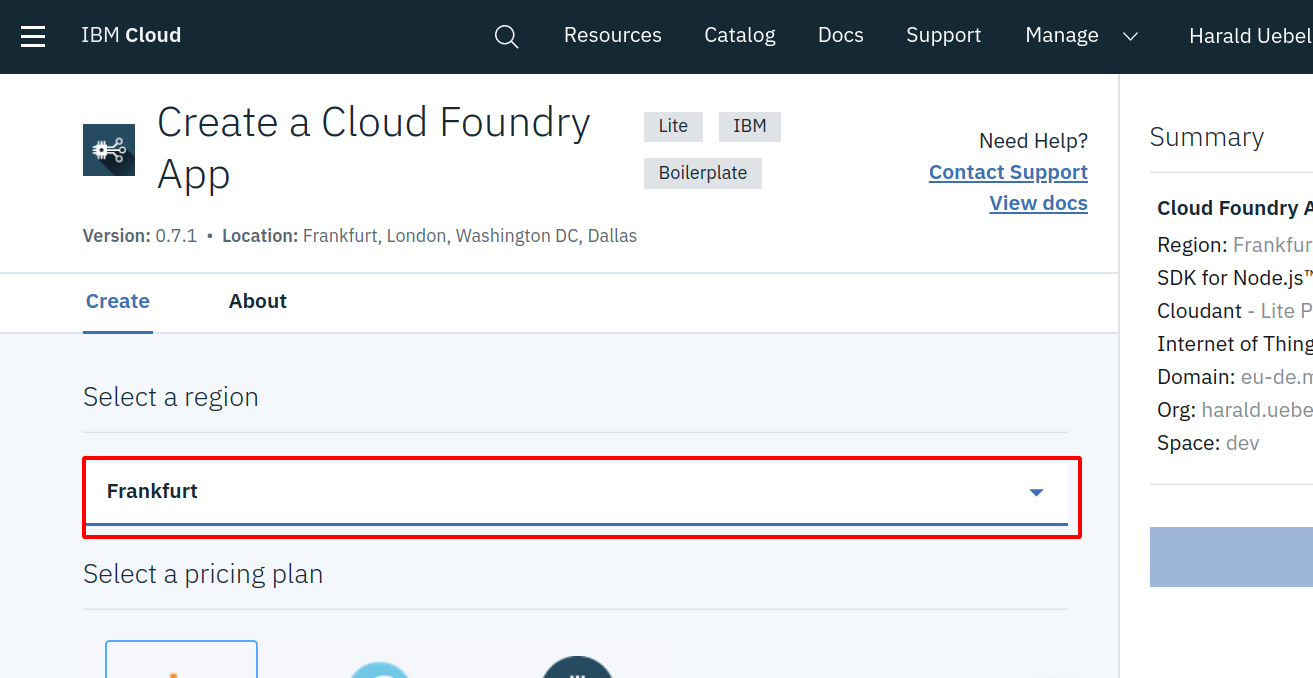 IBM Cloud
Resources
Catalog
Docs
Support
Manage
Harald Uebel
Create a Cloud Foundry
App
Lite
IBM
Boilerplate
Need Help?
Contact Support
View docs
Version: 0.7.1 • Location: Frankfurt, London, Washington DC, Dallas
Create
About
Select a region
Frankfurt
Select a pricing plan
Summary
Cloud Foundry A
Region: Frankfur
SDK for Node.js™
Cloudant - Lite P
Internet of Thing
Domain: eu-de.m
Org: harald.uebe
Space: dev